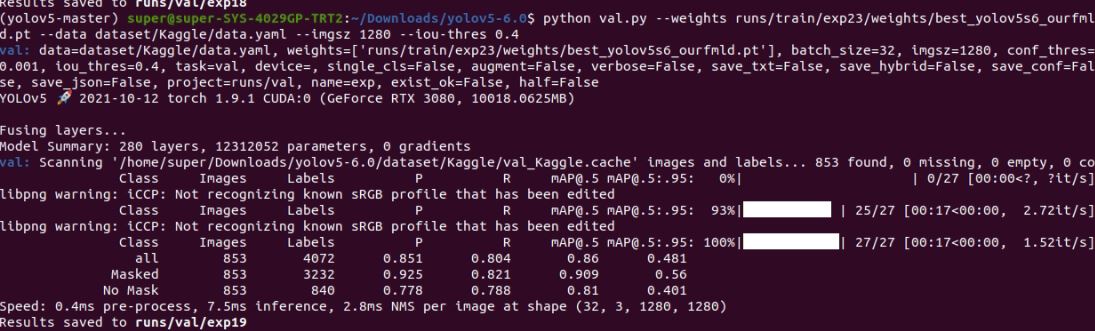 Results saved to runs/val/exp18
(yolov5-master) super@super-SYS-4029GP-TRT2:~/Downloads/yolov5-6.0$ python val.py --weights runs/train/exp23/weights/best_yolov5s6_ourfml
d.pt --data dataset/Kaggle/data.yaml --imgsz 1280 --iou-thres 0.4
val: data=dataset/Kaggle/data.yaml, weights=['runs/train/exp23/weights/best_yolov5s6_ourfmld.pt'], batch_size=32, imgsz=1280, conf_thres=
0.001, iou_thres=0.4, task=val, device=, single_cls=False, augment=False, verbose=False, save_txt=False, save_hybrid=False, save_conf=Fal
se, save_json=False, project=runs/val, name=exp, exist_ok=False, half=False
YOLOv5 🚀 2021-10-12 torch 1.9.1 CUDA:0 (GeForce RTX 3080, 10018.0625MB)
Fusing layers...
Model Summary: 280 layers, 12312052 parameters, 0 gradients
val: Scanning '/home/super/Downloads/yolov5-6.0/dataset/Kaggle/val_Kaggle.cache' images and labels... 853 found, 0 missing, 0 empty, 0 co
Class Images Labels P R mAP@.5 mAP@.5:.95: 0%| | 0/27 [00:00<?, ?it/s]
libpng warning: iCCP: Not recognizing known sRGB profile that has been edited
Class Images Labels P R mAP@.5 mAP@.5:.95: 93%| | 25/27 [00:17<00:00, 2.72it/s]
libpng warning: iCCP: Not recognizing known sRGB profile that has been edited
Class Images Labels P R mAP@.5 mAP@.5:.95: 100%| | 27/27 [00:17<00:00, 1.52it/s]
all 853 4072 0.851 0.804 0.86 0.481
Masked 853 3232 0.925 0.821 0.909 0.56
No Mask 853 840 0.778 0.788 0.81 0.401
Speed: 0.4ms pre-process, 7.5ms inference, 2.8ms NMS per image at shape (32, 3, 1280, 1280)
Results saved to runs/val/exp19